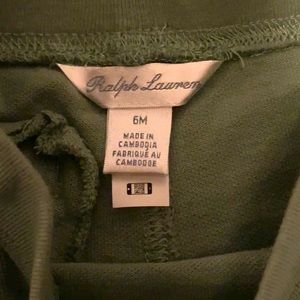 Ralph Lauren
6M
MADE IN
CAMBODIA
FABRIQUÉ AU
CAMBODGE